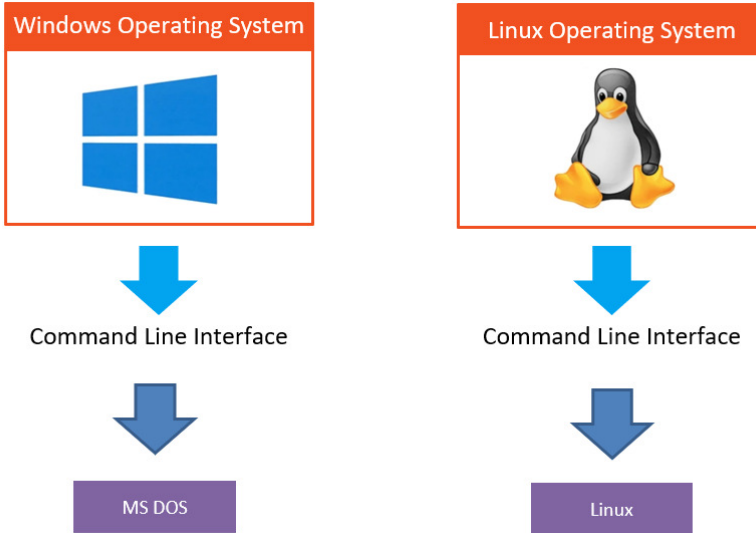 Windows Operating System
Linux Operating System
Command Line Interface
Command Line Interface
MS DOS
Linux